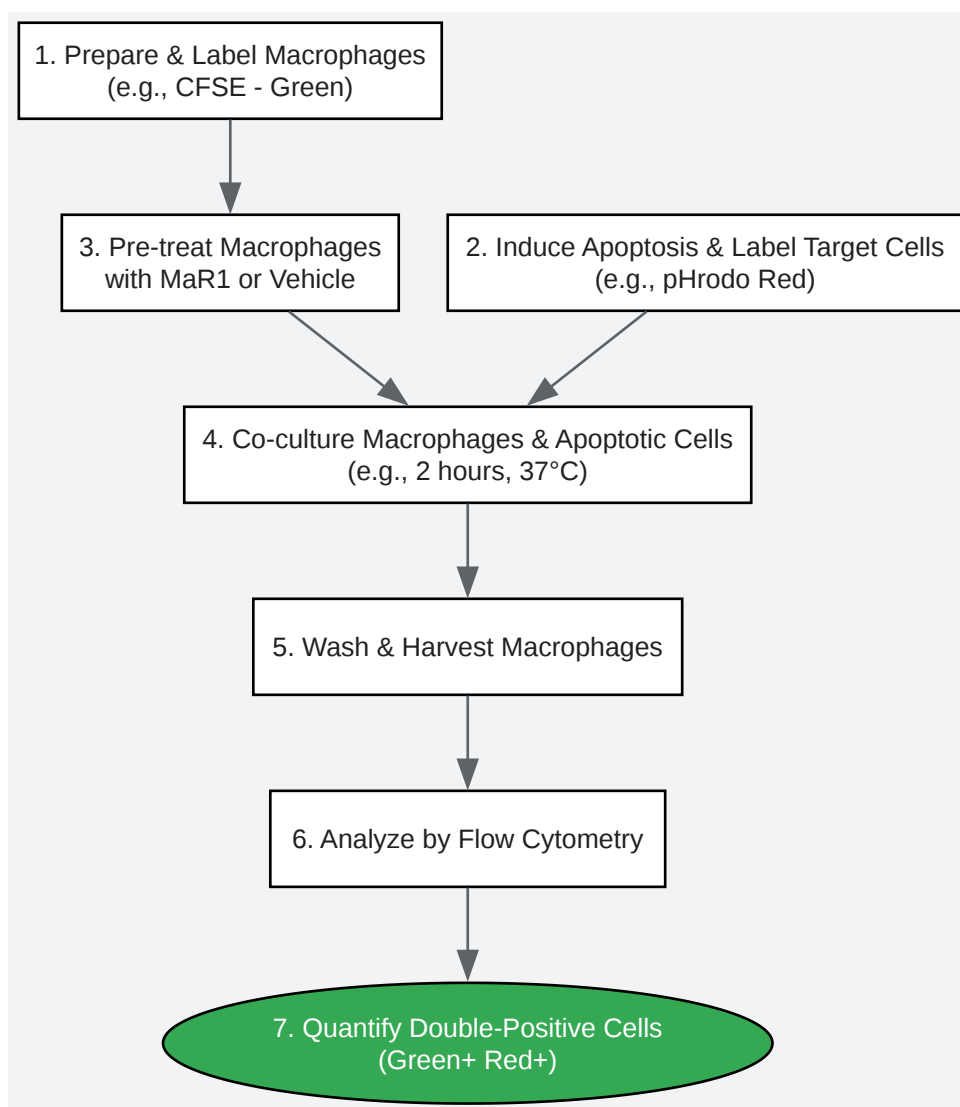 1. Prepare & Label Macrophages
(e.g., CFSE - Green)
3. Pre-treat Macrophages
with MaR1 or Vehicle
2. Induce Apoptosis & Label Target Cells
(e.g., pHrodo Red)
4. Co-culture Macrophages & Apoptotic Cells
(e.g., 2 hours, 37°C)
5. Wash & Harvest Macrophages
6. Analyze by Flow Cytometry
7. Quantify Double-Positive Cells
(Green+ Red+)